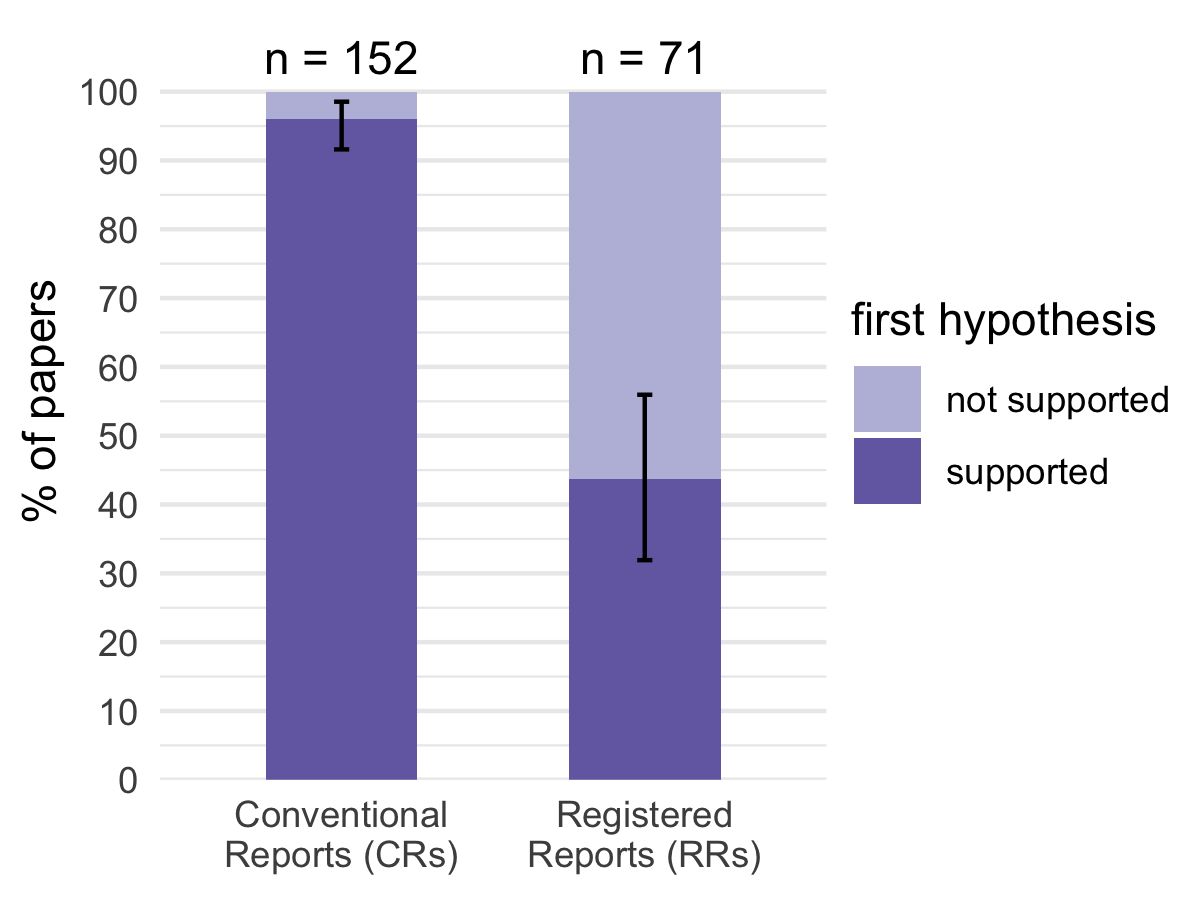 n = 152
n = 71
100
90
80
70
60
50
40
30
20
10
0
% of papers
Conventional
Reports (CRs)
Registered
Reports (RRs)
first hypothesis
not supported
supported